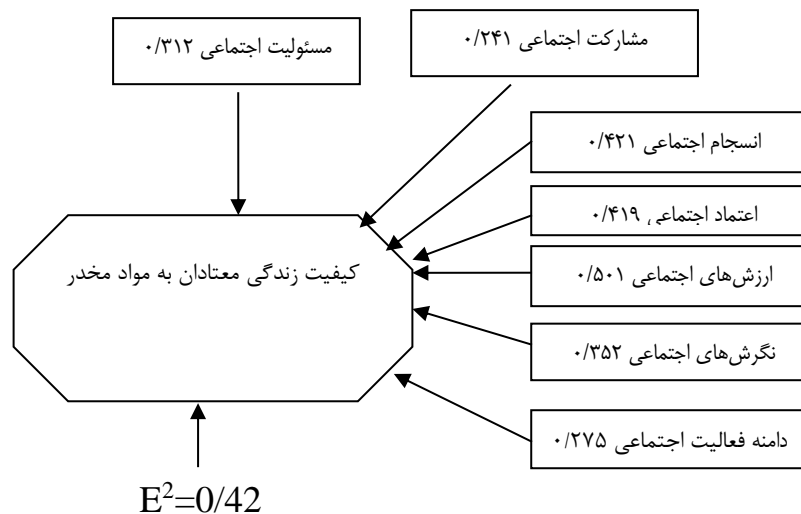 مشارکت اجتماعی ۰/۲۴۱
مسئولیت اجتماعی ۰/۳۱۲
انسجام اجتماعی ۰/۴۲۱
اعتماد اجتماعی ۰/۴۱۹
ارزش‌های اجتماعی ۰/۵۰۱
کیفیت زندگی معتادان به مواد مخدر
نگرش‌های اجتماعی ۰/۳۵۲
دامنه فعالیت اجتماعی ۰/۲۷۵
E²=0/42